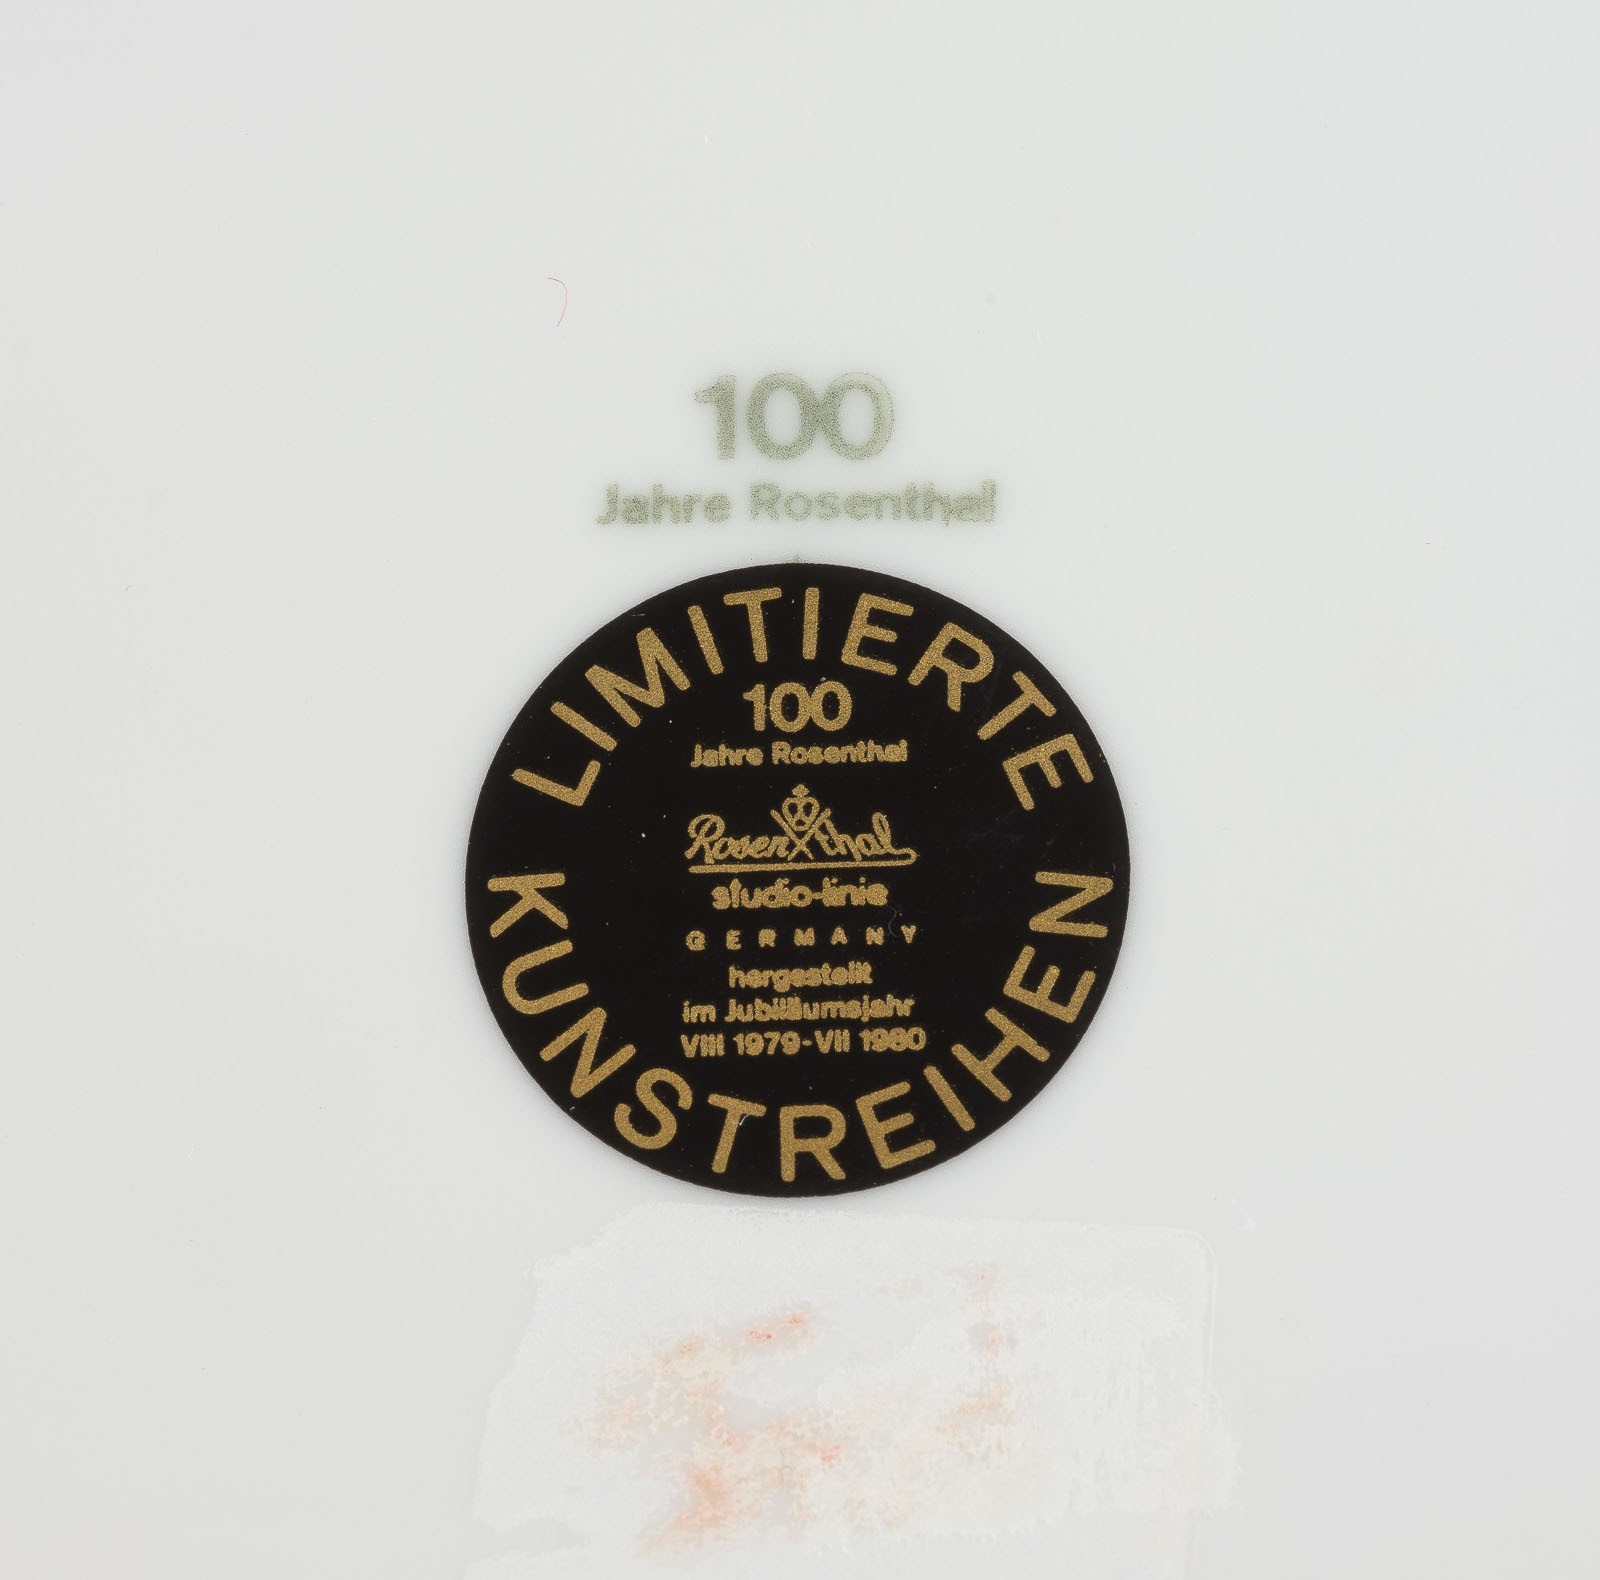 100
Jahre Rosenthal
LIMITIERTE
100
Jahre Rosenthal
Rosenthal
studio-linie
GERMANY
hergestellt
im Jubiläumsjahr
VIII 1979-VII 1980
KUNSTREIHEN